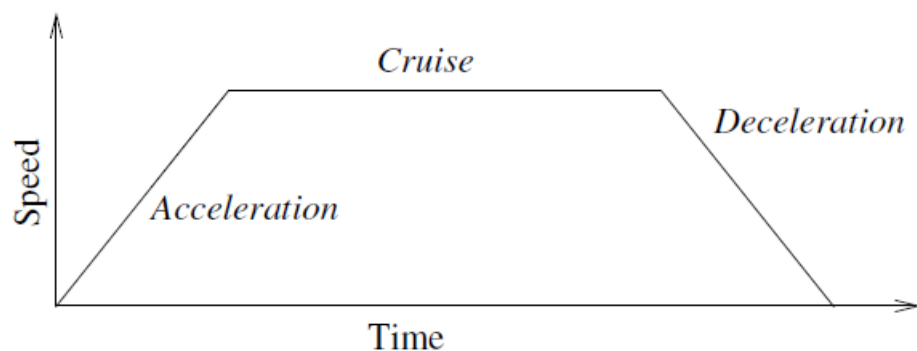 Cruise
Deceleration
Speed
Acceleration
Time